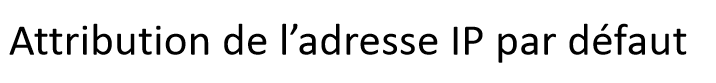 Attribution de l’adresse IP par défaut